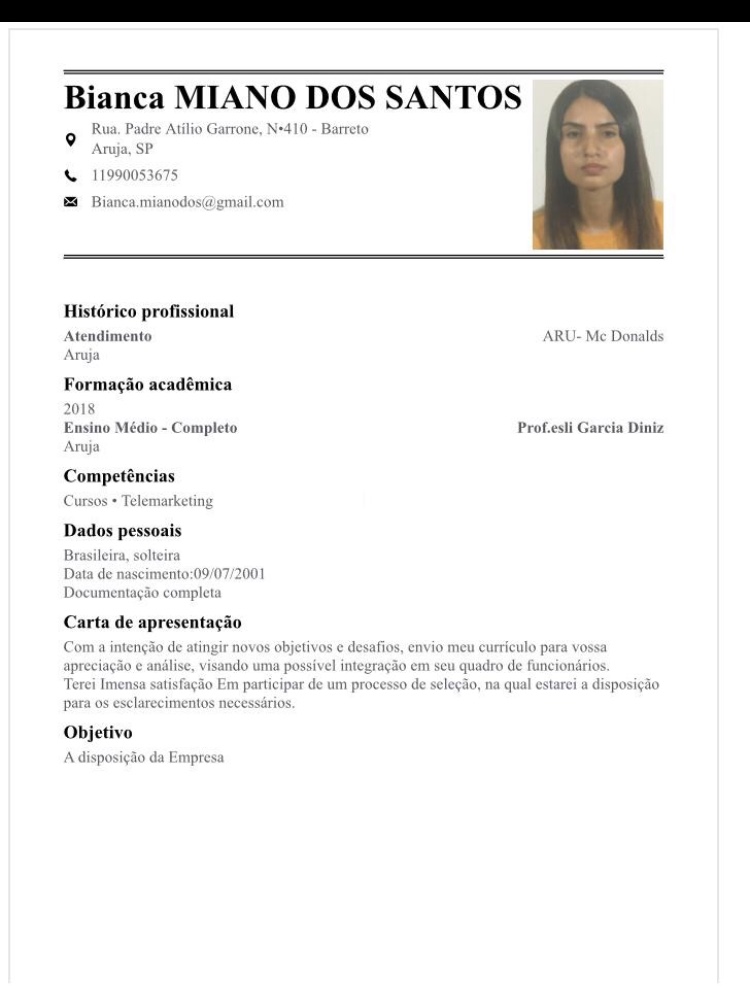 Bianca MIANO DOS SANTOS
Rua. Padre Atílio Garrone, N•410 - Barreto
Aruja, SP
11990053675
Bianca.mianodos@gmail.com
Histórico profissional
Atendimento ARU- Mc Donalds
Aruja
Formação acadêmica
2018
Ensino Médio - Completo Prof.esli Garcia Diniz
Aruja
Competências
Cursos • Telemarketing
Dados pessoais
Brasileira, solteira
Data de nascimento:09/07/2001
Documentação completa
Carta de apresentação
Com a intenção de atingir novos objetivos e desafios, envio meu currículo para vossa
apreciação e análise, visando uma possível integração em seu quadro de funcionários.
Terei Imensa satisfação Em participar de um processo de seleção, na qual estarei a disposição
para os esclarecimentos necessários.
Objetivo
A disposição da Empresa